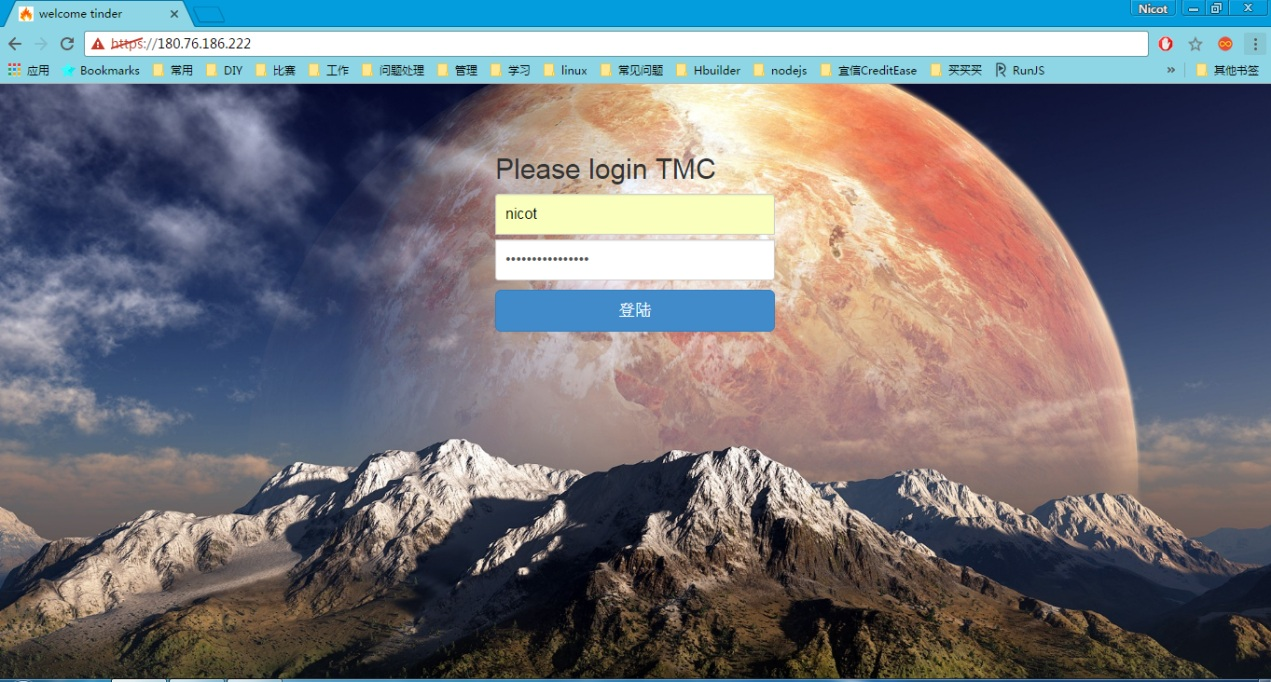 welcome tinder
Nicot
https://180.76.186.222
应用 Bookmarks 常用 DIY 比赛 工作 问题处理 管理 学习 linux 常见问题 Hbuilder nodejs 宜信CreditEase 买买买 RunJS » 其他书签
Please login TMC
nicot
••••••••••••••••
登陆